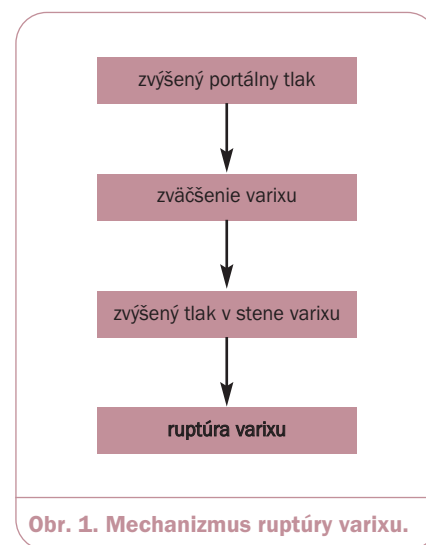 zvýšený portálny tlak
zväčšenie varixu
zvýšený tlak v stene varixu
ruptúra varixu
Obr. 1. Mechanizmus ruptúry varixu.